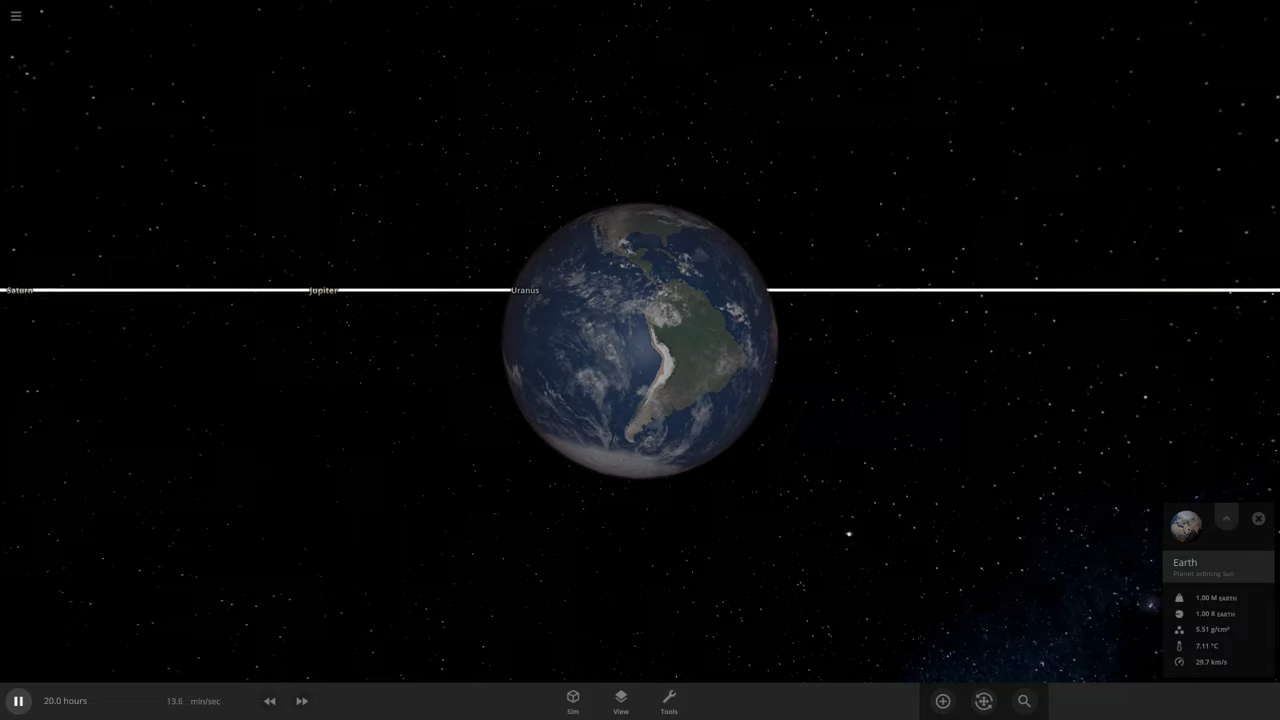 Saturn Jupiter Uranus
Earth
Planet orbiting Sun
1.00 M EARTH
1.00 R EARTH
5.51 g/cm³
7.11 °C
29.7 km/s
20.0 hours 13.6 min/sec
Sim View Tools